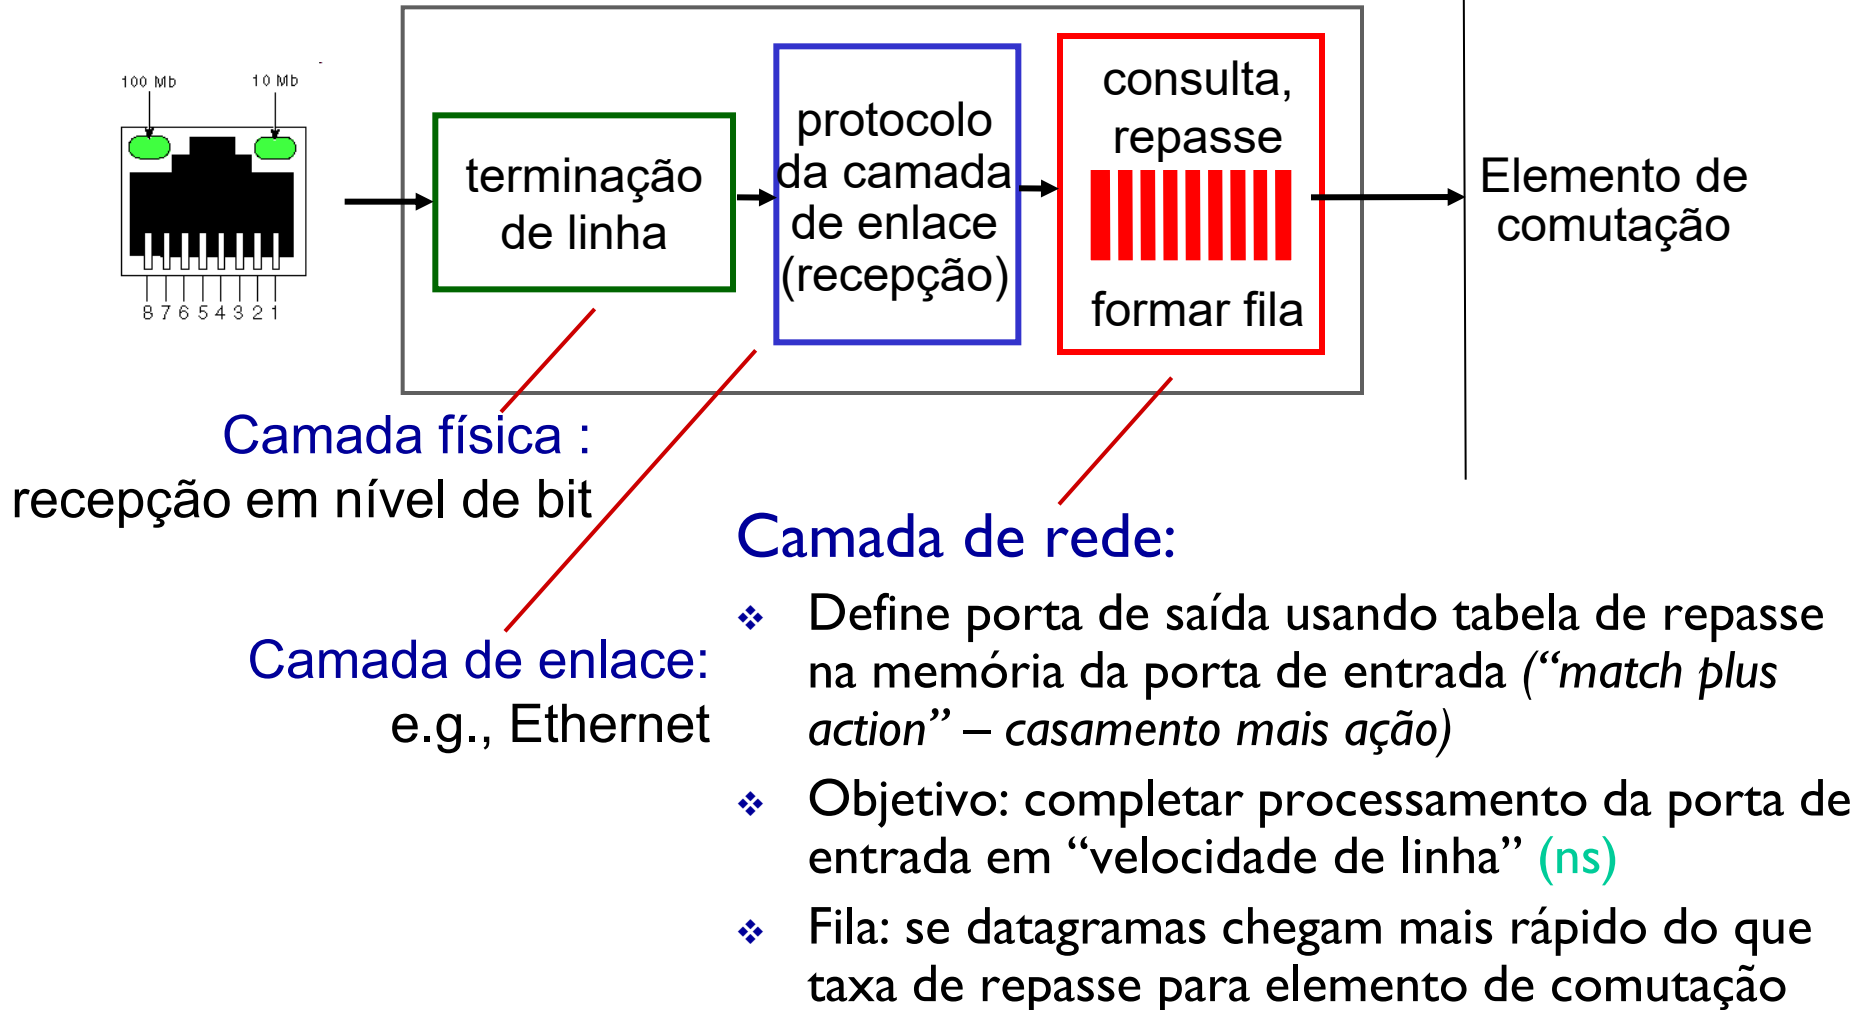 100 Mb
10 Mb
8 7 6 5 4 3 2 1
terminação
de linha
protocolo
da camada
de enlace
(recepção)
consulta,
repasse
formar fila
Elemento de
comutação
Camada física :
recepção em nível de bit
Camada de enlace:
e.g., Ethernet
Camada de rede:
Define porta de saída usando tabela de repasse
na memória da porta de entrada (“match plus
action” – casamento mais ação)
Objetivo: completar processamento da porta de
entrada em “velocidade de linha” (ns)
Fila: se datagramas chegam mais rápido do que
taxa de repasse para elemento de comutação